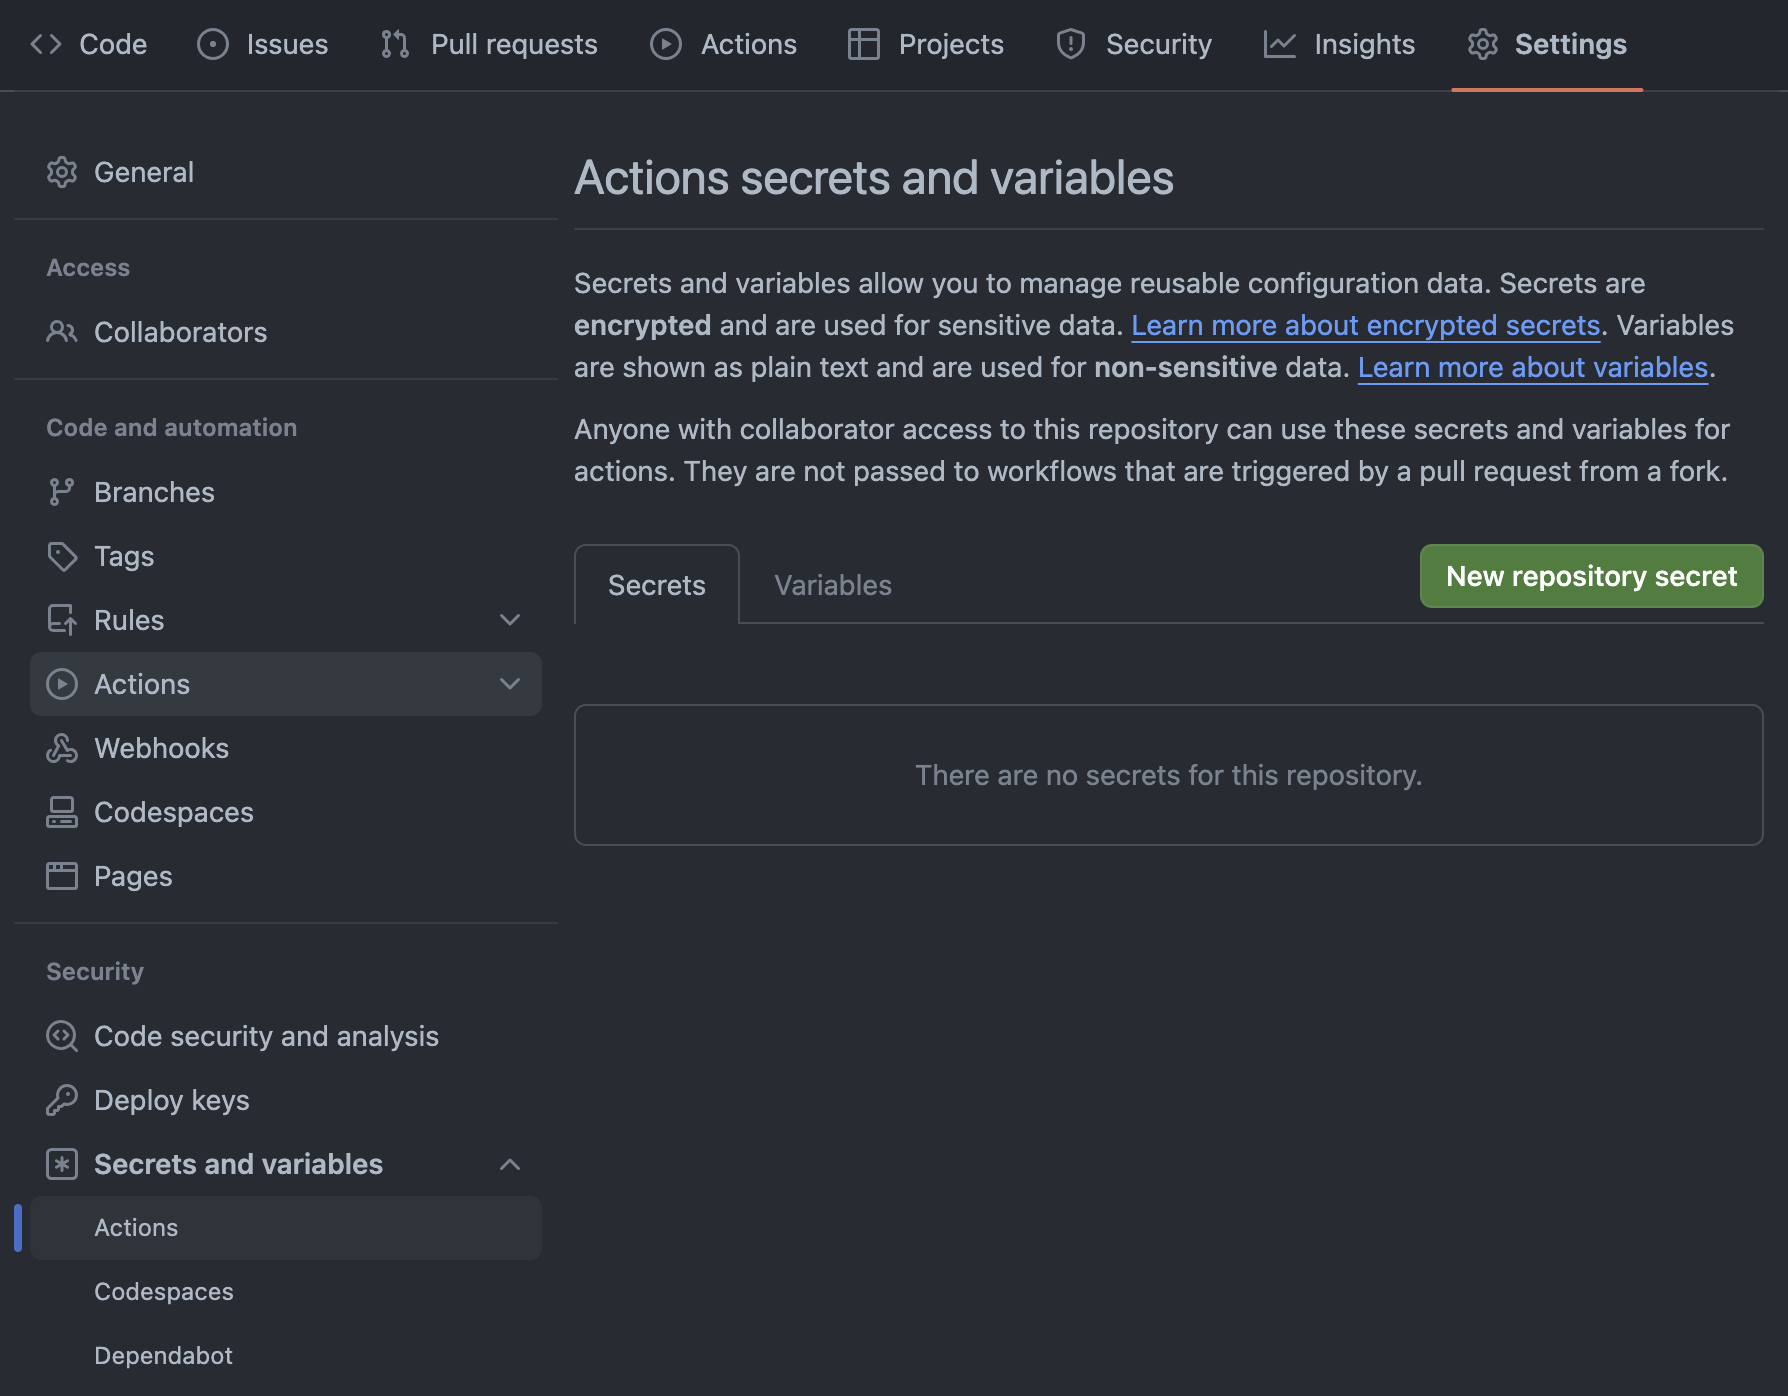 Code Issues Pull requests Actions Projects Security Insights Settings
General
Access
Collaborators
Code and automation
Branches
Tags
Rules
Actions
Webhooks
Codespaces
Pages
Security
Code security and analysis
Deploy keys
Secrets and variables
Actions
Codespaces
Dependabot
Actions secrets and variables
Secrets and variables allow you to manage reusable configuration data. Secrets are
encrypted and are used for sensitive data. Learn more about encrypted secrets. Variables
are shown as plain text and are used for non-sensitive data. Learn more about variables.
Anyone with collaborator access to this repository can use these secrets and variables for
actions. They are not passed to workflows that are triggered by a pull request from a fork.
Secrets Variables New repository secret
There are no secrets for this repository.